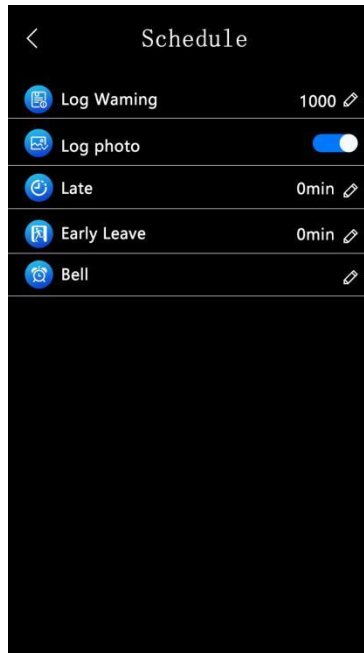 Schedule
Log Waming 1000
Log photo
Late 0min
Early Leave 0min
Bell